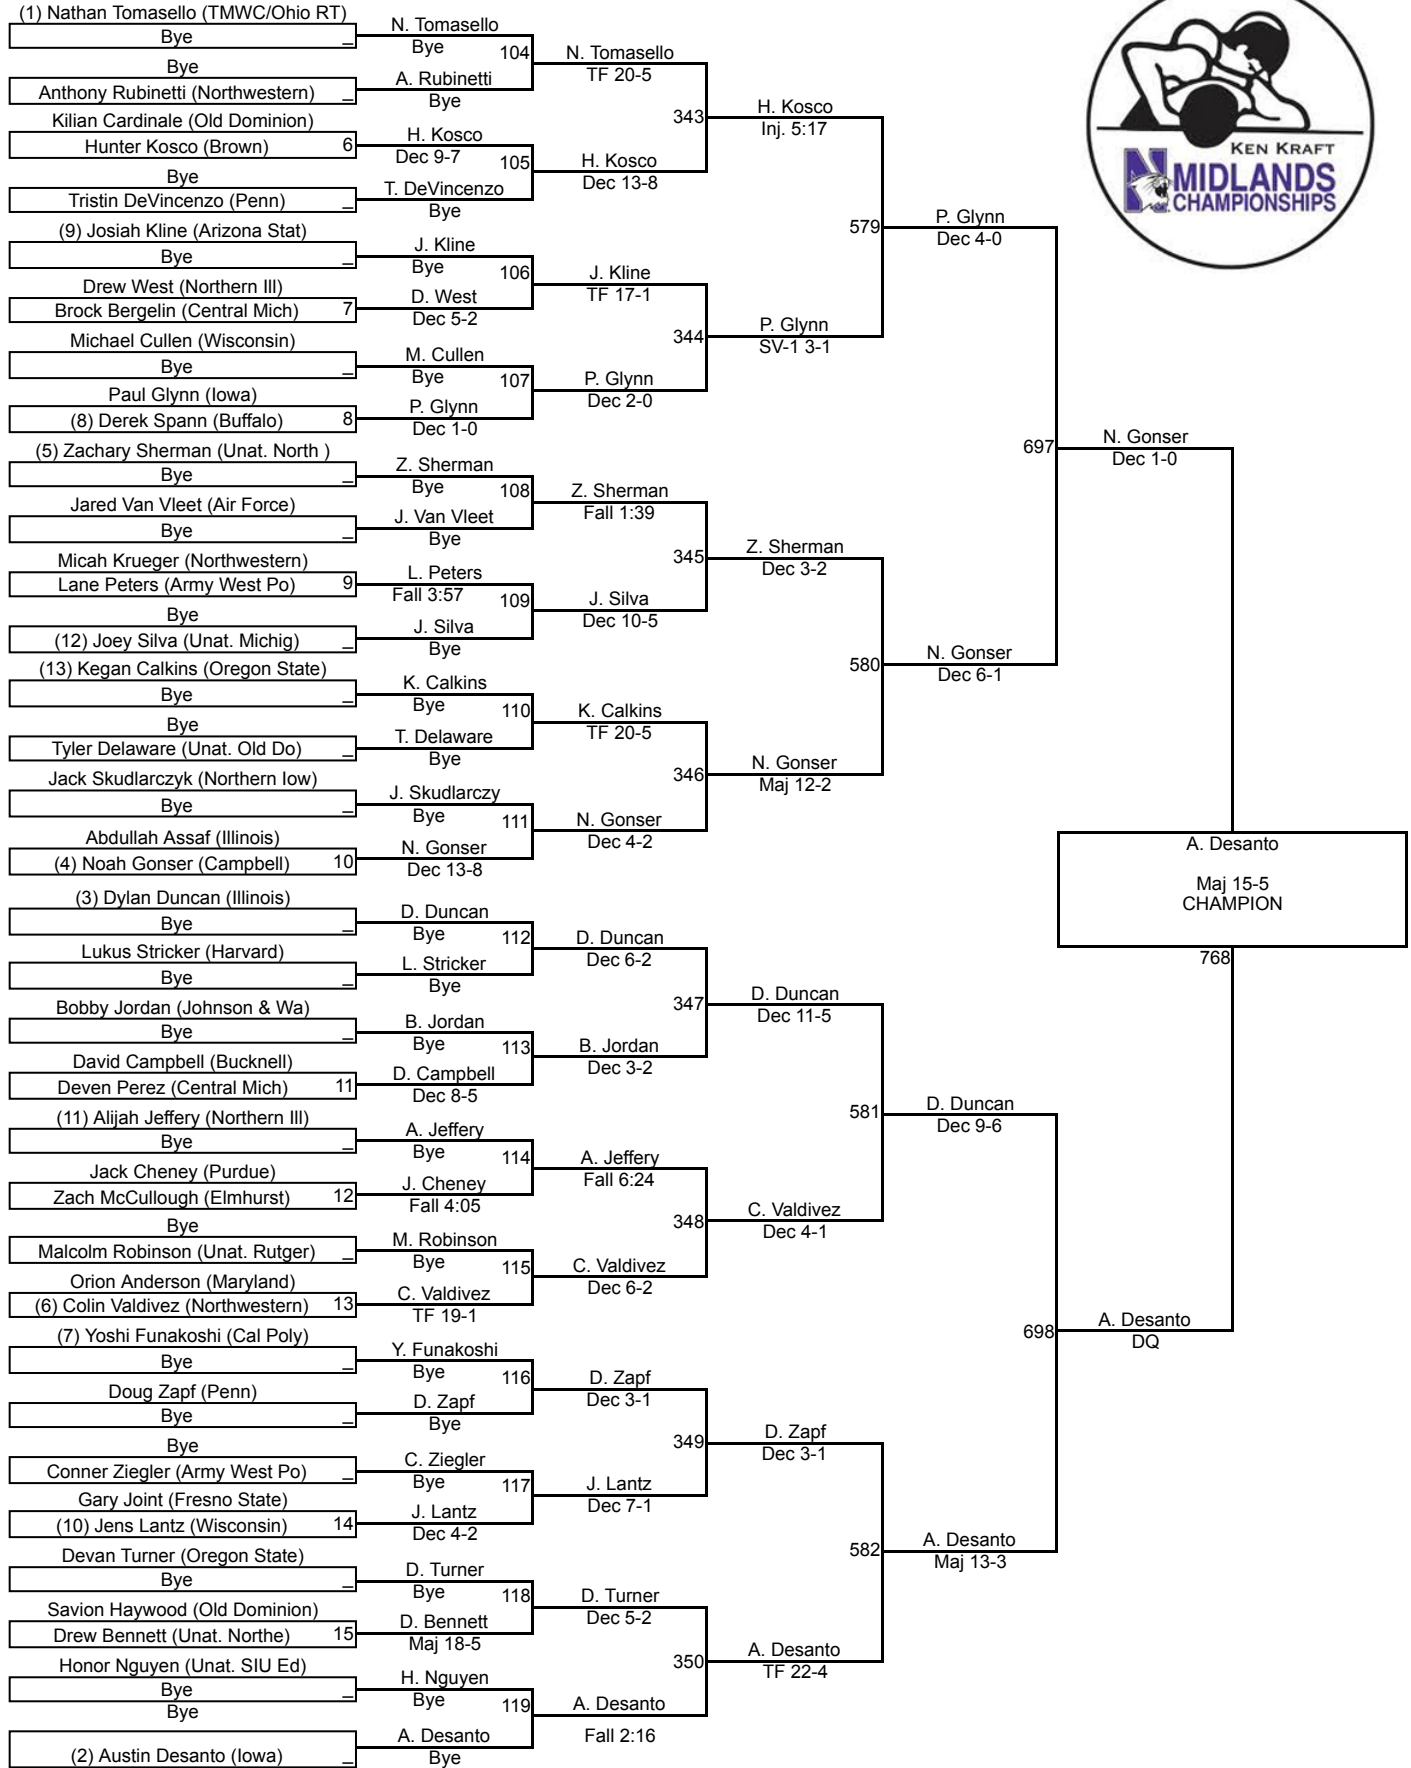 (1) Nathan Tomasello (TMWC/Ohio RT)
Bye _
Bye
Anthony Rubinetti (Northwestern) _
Kilian Cardinale (Old Dominion)
Hunter Kosco (Brown) 6
Bye
Tristin DeVincenzo (Penn) _
(9) Josiah Kline (Arizona Stat)
Bye _
Drew West (Northern Ill)
Brock Bergelin (Central Mich) 7
Michael Cullen (Wisconsin)
Bye _
Paul Glynn (Iowa)
(8) Derek Spann (Buffalo) 8
(5) Zachary Sherman (Unat. North )
Bye _
Jared Van Vleet (Air Force)
Bye _
Micah Krueger (Northwestern)
Lane Peters (Army West Po) 9
Bye
(12) Joey Silva (Unat. Michig) _
(13) Kegan Calkins (Oregon State)
Bye _
Bye
Tyler Delaware (Unat. Old Do) _
Jack Skudlarczyk (Northern Iow)
Bye _
Abdullah Assaf (Illinois)
(4) Noah Gonser (Campbell) 10
(3) Dylan Duncan (Illinois)
Bye _
Lukus Stricker (Harvard)
Bye _
Bobby Jordan (Johnson & Wa)
Bye _
David Campbell (Bucknell)
Deven Perez (Central Mich) 11
(11) Alijah Jeffery (Northern Ill)
Bye _
Jack Cheney (Purdue)
Zach McCullough (Elmhurst) 12
Bye
Malcolm Robinson (Unat. Rutger) _
Orion Anderson (Maryland)
(6) Colin Valdivez (Northwestern) 13
(7) Yoshi Funakoshi (Cal Poly)
Bye _
Doug Zapf (Penn)
Bye _
Bye
Conner Ziegler (Army West Po) _
Gary Joint (Fresno State)
(10) Jens Lantz (Wisconsin) 14
Devan Turner (Oregon State)
Bye _
Savion Haywood (Old Dominion)
Drew Bennett (Unat. Northe) 15
Honor Nguyen (Unat. SIU Ed)
Bye _
Bye
(2) Austin Desanto (Iowa) _
N. Tomasello
Bye
104
A. Rubinetti
Bye
H. Kosco
Dec 9-7
105
T. DeVincenzo
Bye
J. Kline
Bye
106
D. West
Dec 5-2
M. Cullen
Bye
107
P. Glynn
Dec 1-0
Z. Sherman
Bye
108
J. Van Vleet
Bye
L. Peters
Fall 3:57
109
J. Silva
Bye
K. Calkins
Bye
110
T. Delaware
Bye
J. Skudlarczy
Bye
111
N. Gonser
Dec 13-8
D. Duncan
Bye
112
L. Stricker
Bye
B. Jordan
Bye
113
D. Campbell
Dec 8-5
A. Jeffery
Bye
114
J. Cheney
Fall 4:05
M. Robinson
Bye
115
C. Valdivez
TF 19-1
Y. Funakoshi
Bye
116
D. Zapf
Bye
C. Ziegler
Bye
117
J. Lantz
Dec 4-2
D. Turner
Bye
118
D. Bennett
Maj 18-5
H. Nguyen
Bye
119
A. Desanto
Bye
N. Tomasello
TF 20-5
343
H. Kosco
Dec 13-8
J. Kline
TF 17-1
344
P. Glynn
Dec 2-0
Z. Sherman
Fall 1:39
345
J. Silva
Dec 10-5
K. Calkins
TF 20-5
346
N. Gonser
Dec 4-2
D. Duncan
Dec 6-2
347
B. Jordan
Dec 3-2
A. Jeffery
Fall 6:24
348
C. Valdivez
Dec 6-2
D. Zapf
Dec 3-1
349
J. Lantz
Dec 7-1
D. Turner
Dec 5-2
350
A. Desanto
Fall 2:16
H. Kosco
Inj. 5:17
579
P. Glynn
SV-1 3-1
Z. Sherman
Dec 3-2
580
N. Gonser
Maj 12-2
D. Duncan
Dec 11-5
581
C. Valdivez
Dec 4-1
D. Zapf
Dec 3-1
582
A. Desanto
TF 22-4
P. Glynn
Dec 4-0
697
N. Gonser
Dec 6-1
D. Duncan
Dec 9-6
698
A. Desanto
Maj 13-3
N. Gonser
Dec 1-0
A. Desanto
Maj 15-5
CHAMPION
768
A. Desanto
DQ
KEN KRAFT
N MIDLANDS
CHAMPIONSHIPS